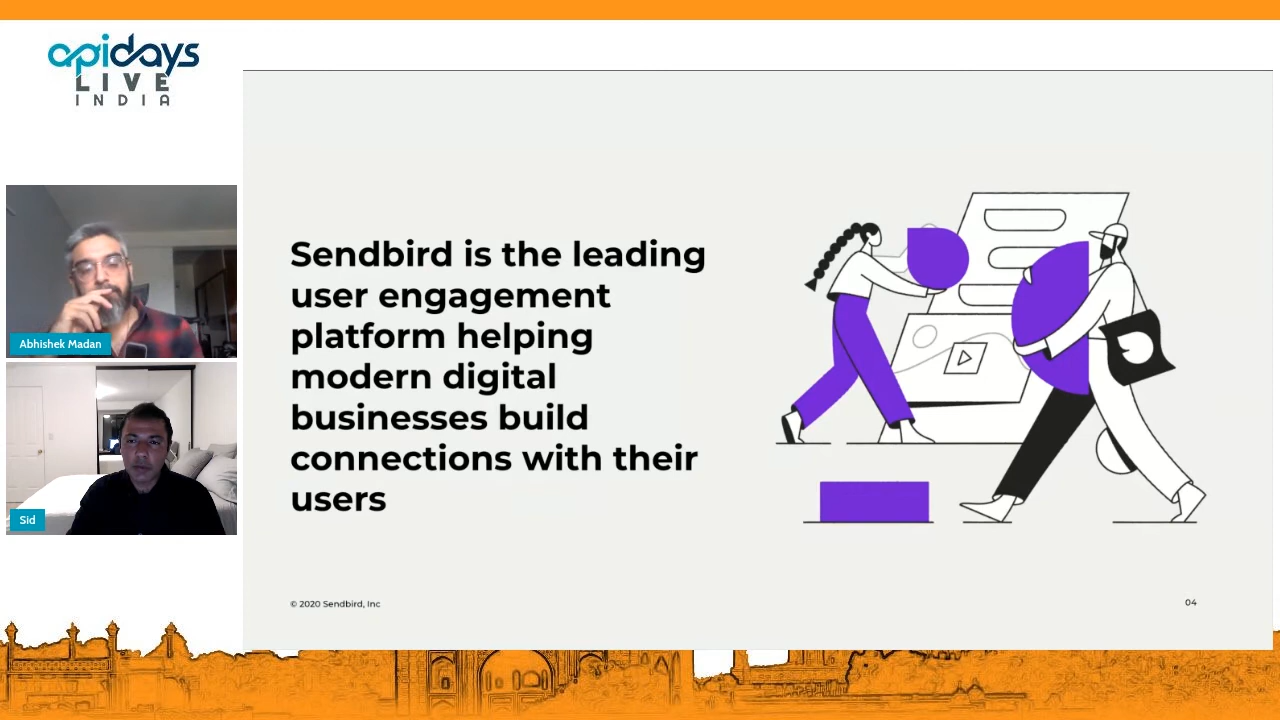 apidays
LIVE
INDIA
Abhishek Madan
Sid
Sendbird is the leading
user engagement
platform helping
modern digital
businesses build
connections with their
users
© 2020 Sendbird, Inc
04